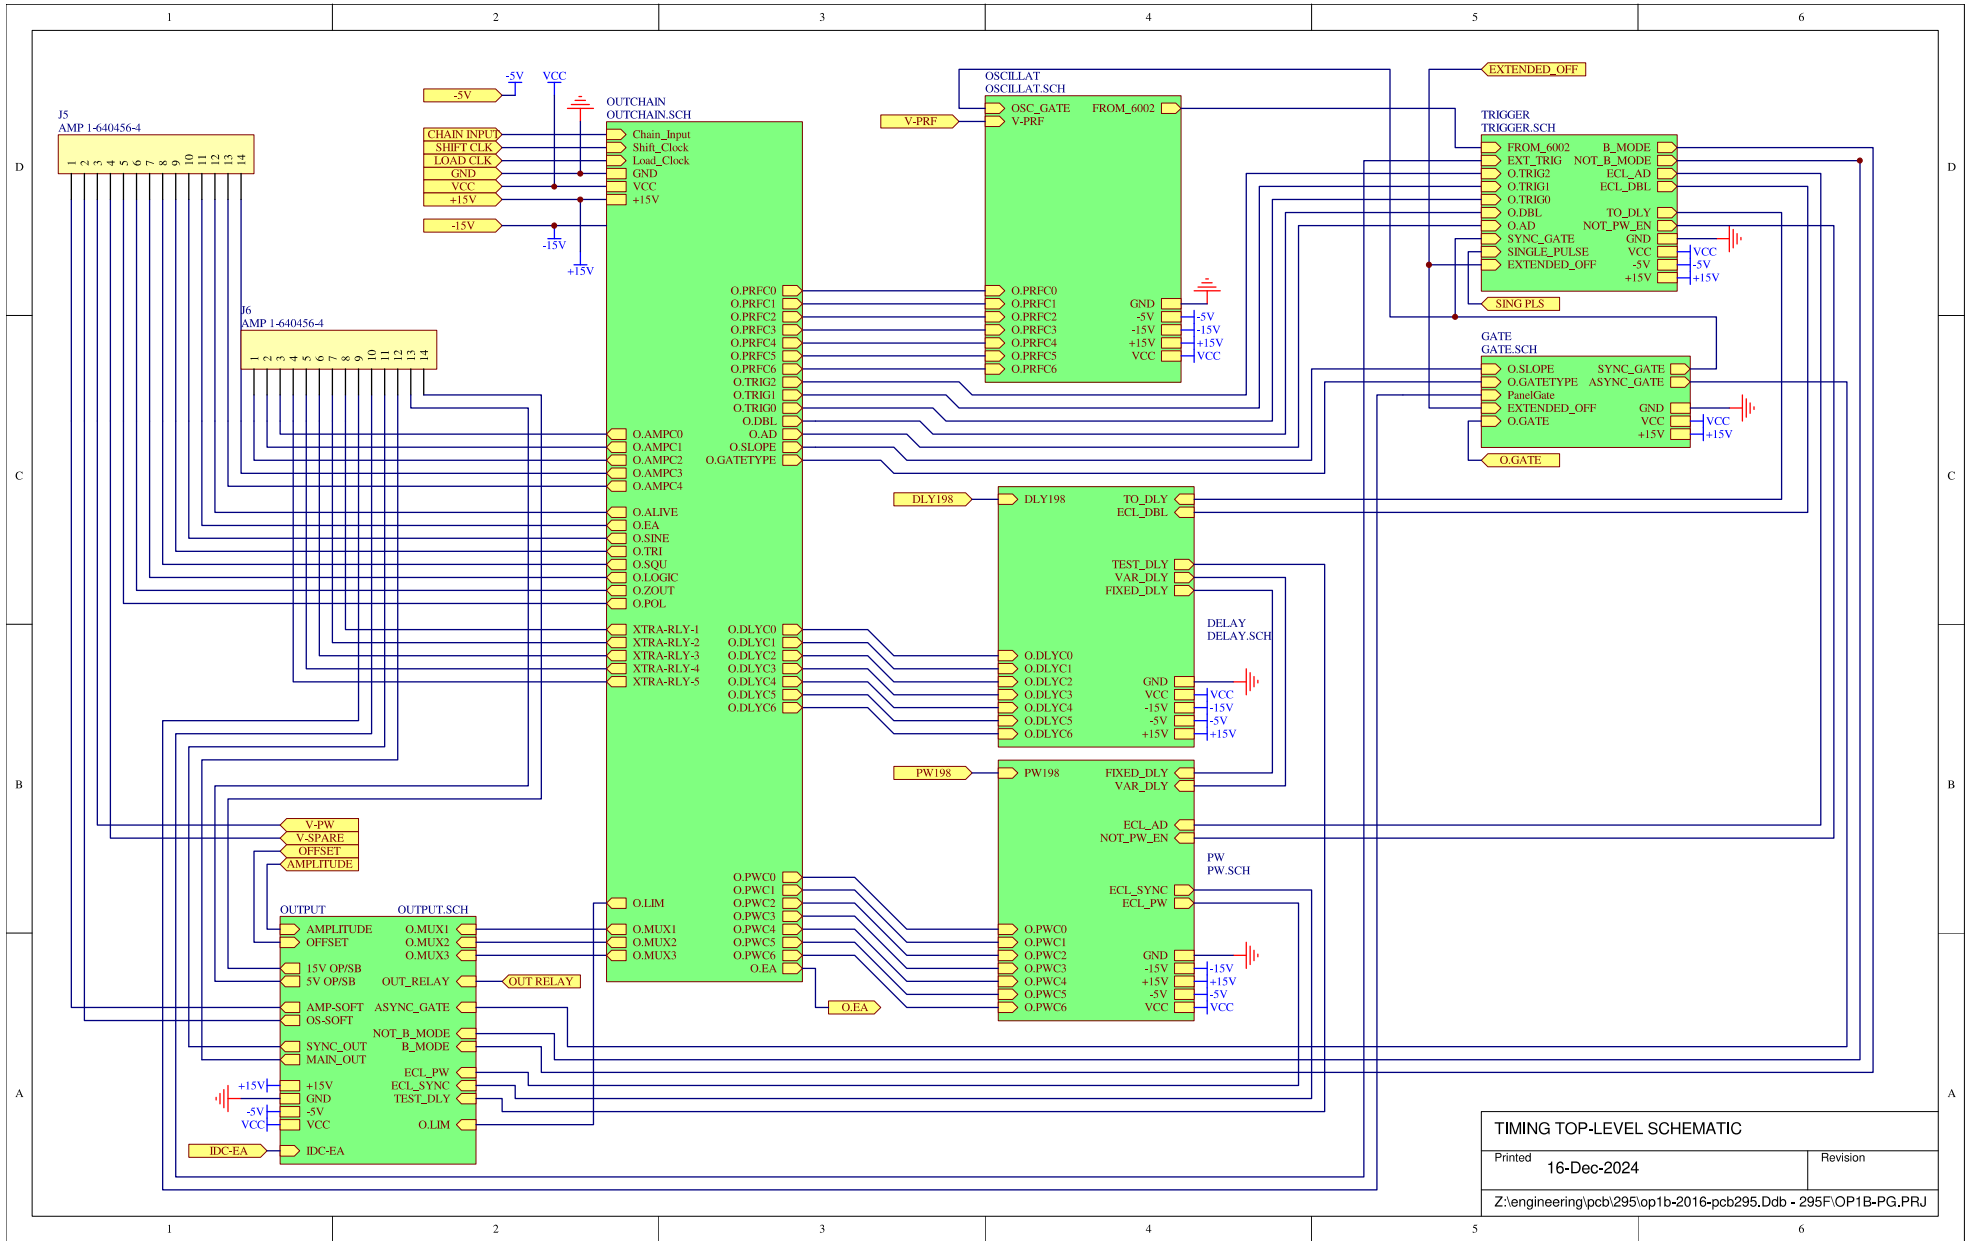 1 2 3 4 5 6
D D
C C
B B
A A
J5
AMP 1-640456-4
1 2 3 4 5 6 7 8 9 10 11 12 13 14
J6
AMP 1-640456-4
1 2 3 4 5 6 7 8 9 10 11 12 13 14
-5V
-5V
VCC
CHAIN INPUT
SHIFT CLK
LOAD CLK
GND
VCC
+15V
-15V
-15V
+15V
OUTCHAIN
OUTCHAIN.SCH
Chain_Input
Shift_Clock
Load_Clock
GND
VCC
+15V
O.PRFC0
O.PRFC1
O.PRFC2
O.PRFC3
O.PRFC4
O.PRFC5
O.PRFC6
O.TRIG2
O.TRIG1
O.TRIG0
O.DBL
O.AMPC0 O.AD
O.AMPC1 O.SLOPE
O.AMPC2 O.GATETYPE
O.AMPC3
O.AMPC4
O.ALIVE
O.EA
O.SINE
O.TRI
O.SQU
O.LOGIC
O.ZOUT
O.POL
XTRA-RLY-1 O.DLYC0
XTRA-RLY-2 O.DLYC1
XTRA-RLY-3 O.DLYC2
XTRA-RLY-4 O.DLYC3
XTRA-RLY-5 O.DLYC4
O.DLYC5
O.DLYC6
O.PWC0
O.PWC1
O.LIM O.PWC2
O.PWC3
O.MUX1 O.PWC4
O.MUX2 O.PWC5
O.MUX3 O.PWC6
O.EA
O.EA
OSCILLAT
OSCILLAT.SCH
V-PRF
OSC_GATE FROM_6002
V-PRF
O.PRFC0
O.PRFC1 GND
O.PRFC2 -5V -5V
O.PRFC3 -15V -15V
O.PRFC4 +15V +15V
O.PRFC5 VCC VCC
O.PRFC6
EXTENDED_OFF
TRIGGER
TRIGGER.SCH
FROM_6002 B_MODE
EXT_TRIG NOT_B_MODE
O.TRIG2 ECL_AD
O.TRIG1 ECL_DBL
O.TRIG0
O.DBL TO_DLY
O.AD NOT_PW_EN
SYNC_GATE GND
SINGLE_PULSE VCC VCC
EXTENDED_OFF -5V -5V
+15V +15V
SING PLS
GATE
GATE.SCH
O.SLOPE SYNC_GATE
O.GATETYPE ASYNC_GATE
PanelGate
EXTENDED_OFF GND
O.GATE VCC VCC
+15V +15V
O.GATE
DLY198
DLY198 TO_DLY
ECL_DBL
TEST_DLY
VAR_DLY
FIXED_DLY
DELAY
DELAY.SCH
O.DLYC0
O.DLYC1
O.DLYC2 GND
O.DLYC3 VCC VCC
O.DLYC4 -15V -15V
O.DLYC5 -5V -5V
O.DLYC6 +15V +15V
PW198
PW198 FIXED_DLY
VAR_DLY
ECL_AD
NOT_PW_EN
PW
PW.SCH
ECL_SYNC
ECL_PW
O.PWC0
O.PWC1
O.PWC2 GND
O.PWC3 -15V -15V
O.PWC4 +15V +15V
O.PWC5 -5V -5V
O.PWC6 VCC VCC
V-PW
V-SPARE
OFFSET
AMPLITUDE
OUTPUT OUTPUT.SCH
AMPLITUDE O.MUX1
OFFSET O.MUX2
O.MUX3
15V OP/SB
5V OP/SB OUT_RELAY
OUT RELAY
AMP-SOFT ASYNC_GATE
OS-SOFT
NOT_B_MODE
SYNC_OUT B_MODE
MAIN_OUT
ECL_PW
+15V +15V ECL_SYNC
GND TEST_DLY
-5V -5V
VCC VCC O.LIM
IDC-EA
IDC-EA
TIMING TOP-LEVEL SCHEMATIC
Printed 16-Dec-2024 Revision
Z:\engineering\pcb\295\op1b-2016-pcb295.Ddb - 295F\OP1B-PG.PRJ
1 2 3 4 5 6